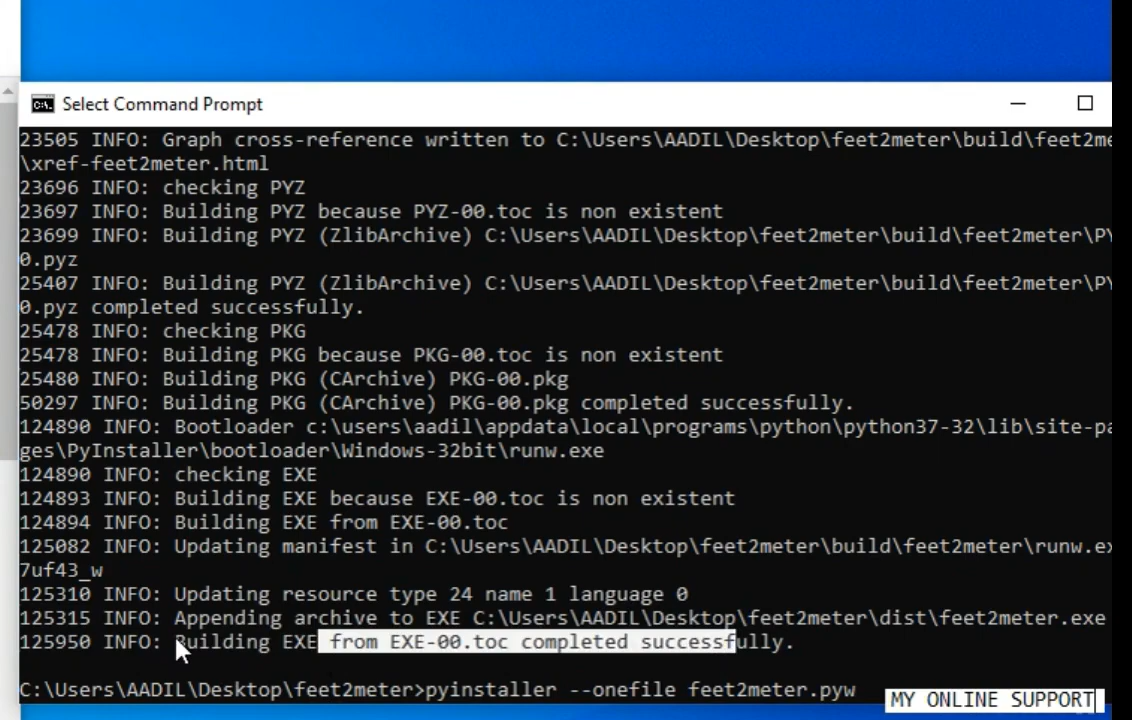 Select Command Prompt
23505 INFO: Graph cross-reference written to C:\Users\AADIL\Desktop\feet2meter\build\feet2me
\xref-feet2meter.html
23696 INFO: checking PYZ
23697 INFO: Building PYZ because PYZ-00.toc is non existent
23699 INFO: Building PYZ (ZlibArchive) C:\Users\AADIL\Desktop\feet2meter\build\feet2meter\PY
0.pyz
25407 INFO: Building PYZ (ZlibArchive) C:\Users\AADIL\Desktop\feet2meter\build\feet2meter\PY
0.pyz completed successfully.
25478 INFO: checking PKG
25478 INFO: Building PKG because PKG-00.toc is non existent
25480 INFO: Building PKG (CArchive) PKG-00.pkg
50297 INFO: Building PKG (CArchive) PKG-00.pkg completed successfully.
124890 INFO: Bootloader c:\users\aadil\appdata\local\programs\python\python37-32\lib\site-pa
ges\PyInstaller\bootloader\Windows-32bit\runw.exe
124890 INFO: checking EXE
124893 INFO: Building EXE because EXE-00.toc is non existent
124894 INFO: Building EXE from EXE-00.toc
125082 INFO: Updating manifest in C:\Users\AADIL\Desktop\feet2meter\build\feet2meter\runw.ex
7uf43_w
125310 INFO: Updating resource type 24 name 1 language 0
125315 INFO: Appending archive to EXE C:\Users\AADIL\Desktop\feet2meter\dist\feet2meter.exe
125950 INFO: Building EXE from EXE-00.toc completed successfully.
C:\Users\AADIL\Desktop\feet2meter>pyinstaller --onefile feet2meter.pyw
MY ONLINE SUPPORT